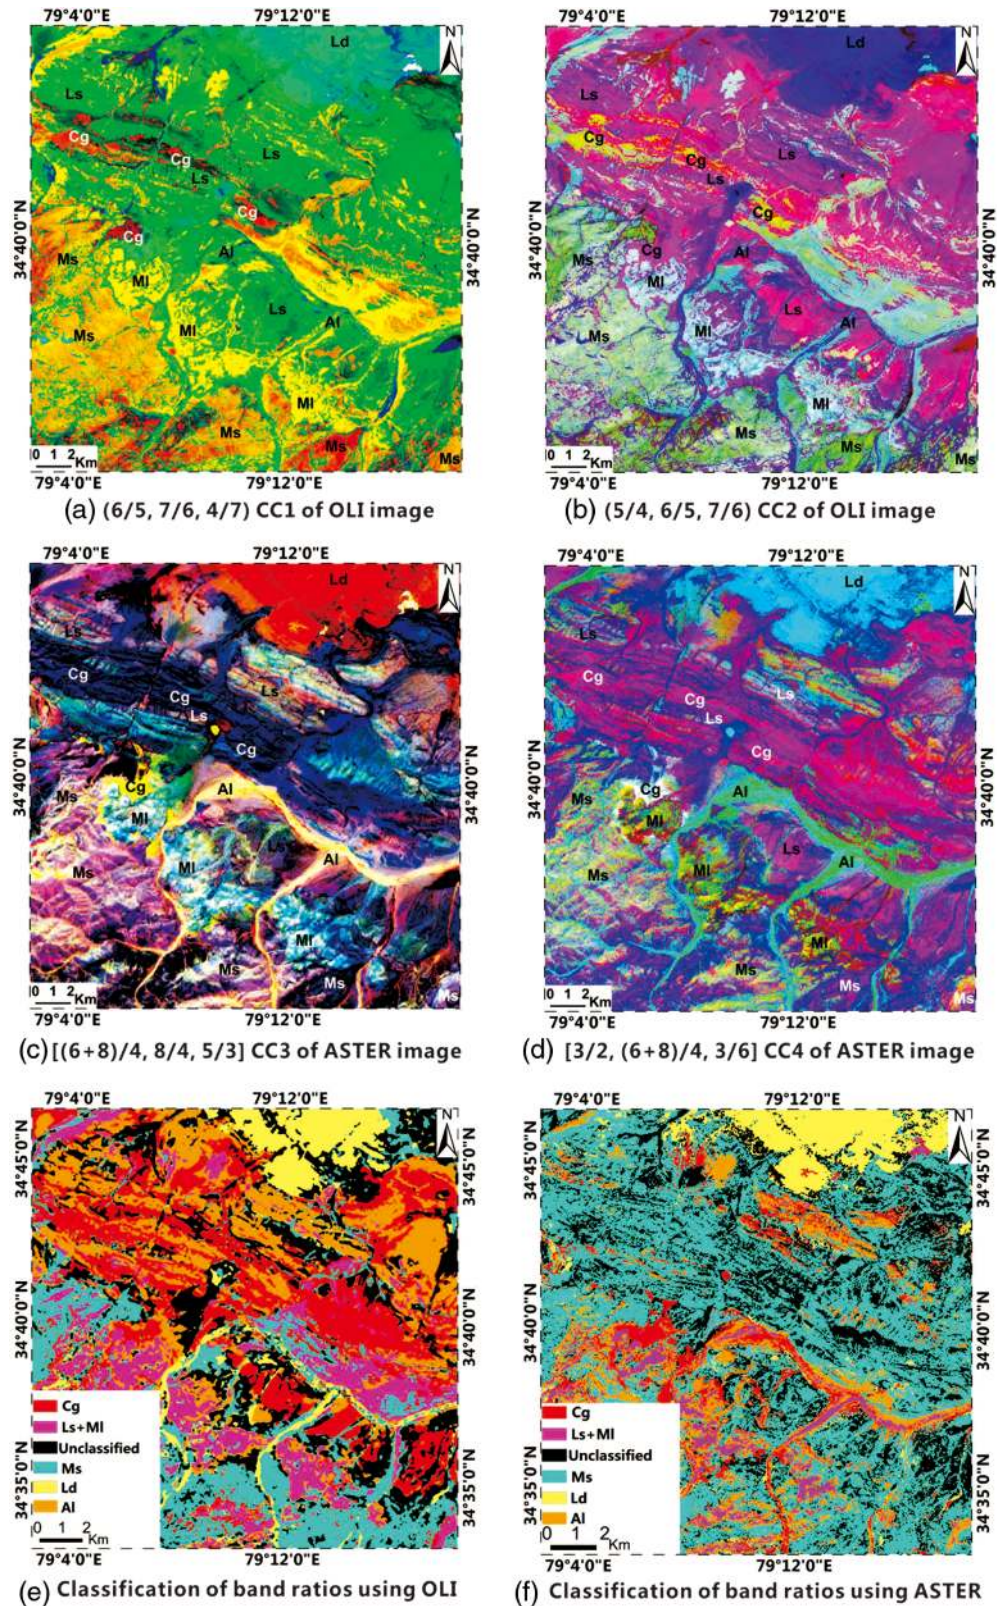 79°4'0"E 79°12'0"E
N
Ld
Ls
Cg
Cg
Ls
Ls
Cg
Cg
Al
Ms
Ml
Ls
Al
Ms
Ml
Ml
Ms
Ms
Ms
34°40'0"N
34°40'0"N
0 1 2
Km
79°4'0"E 79°12'0"E
(a) (6/5, 7/6, 4/7) CC1 of OLI image
79°4'0"E 79°12'0"E
N
Ld
Ls
Cg
Cg
Ls
Ls
Cg
Al
Cg
Ms
Ml
Ls
Al
Ms
Ml
Ml
Ms
Ms
Ms
34°40'0"N
34°40'0"N
0 1 2
Km
79°4'0"E 79°12'0"E
(b) (5/4, 6/5, 7/6) CC2 of OLI image
79°4'0"E 79°12'0"E
N
Ld
Ls
Cg
Cg
Ls
Ls
Cg
Cg
Al
Ms
Ml
Ls
Al
Ms
Ml
Ml
Ms
Ms
Ms
34°40'0"N
34°40'0"N
0 1 2
Km
79°4'0"E 79°12'0"E
(c) [(6+8)/4, 8/4, 5/3] CC3 of ASTER image
79°4'0"E 79°12'0"E
N
Ld
Ls
Cg
Cg
Ls
Ls
Cg
Cg
Al
Ms
Ml
Ls
Al
Ms
Ml
Ml
Ms
Ms
Ms
34°40'0"N
34°40'0"N
0 1 2
Km
79°4'0"E 79°12'0"E
(d) [3/2, (6+8)/4, 3/6] CC4 of ASTER image
79°4'0"E 79°12'0"E
N
34°45'0"N
34°40'0"N
34°35'0"N
34°45'0"N
34°40'0"N
34°35'0"N
Cg
Ls+Ml
Unclassified
Ms
Ld
Al
0 1 2
Km
79°4'0"E 79°12'0"E
(e) Classification of band ratios using OLI
79°4'0"E 79°12'0"E
N
34°45'0"N
34°40'0"N
34°35'0"N
34°45'0"N
34°40'0"N
34°35'0"N
Cg
Ls+Ml
Unclassified
Ms
Ld
Al
0 1 2
Km
79°4'0"E 79°12'0"E
(f) Classification of band ratios using ASTER